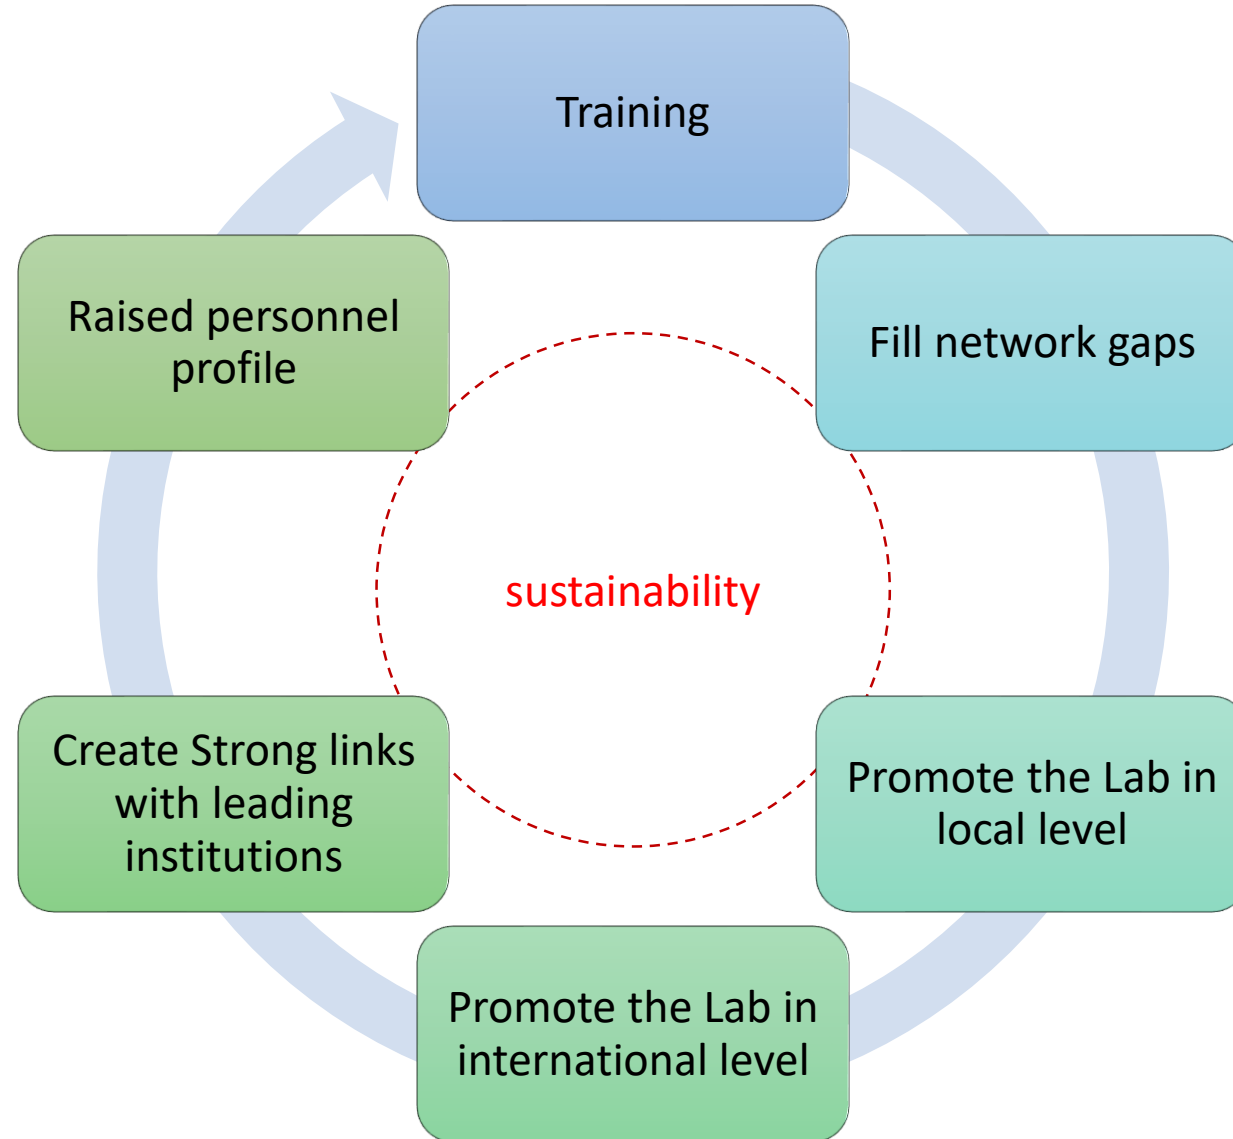 Training
Fill network gaps
Promote the Lab in
local level
Promote the Lab in
international level
Create Strong links
with leading
institutions
Raised personnel
profile
sustainability